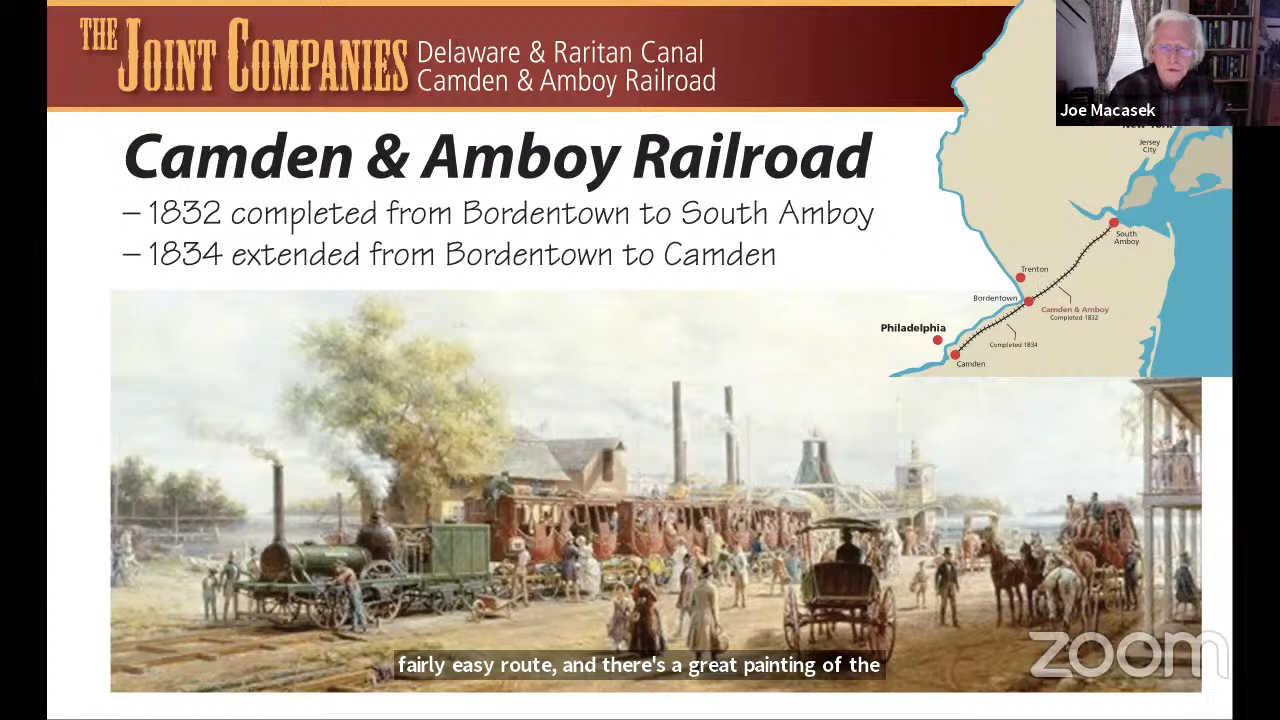 THE JOINT COMPANIES
Delaware & Raritan Canal
Camden & Amboy Railroad
Joe Macasek
Camden & Amboy Railroad
– 1832 completed from Bordentown to South Amboy
– 1834 extended from Bordentown to Camden
New York
Jersey
City
South
Amboy
Trenton
Bordentown
Camden & Amboy
Completed 1832
Philadelphia
Completed 1834
Camden
fairly easy route, and there's a great painting of the
zoom